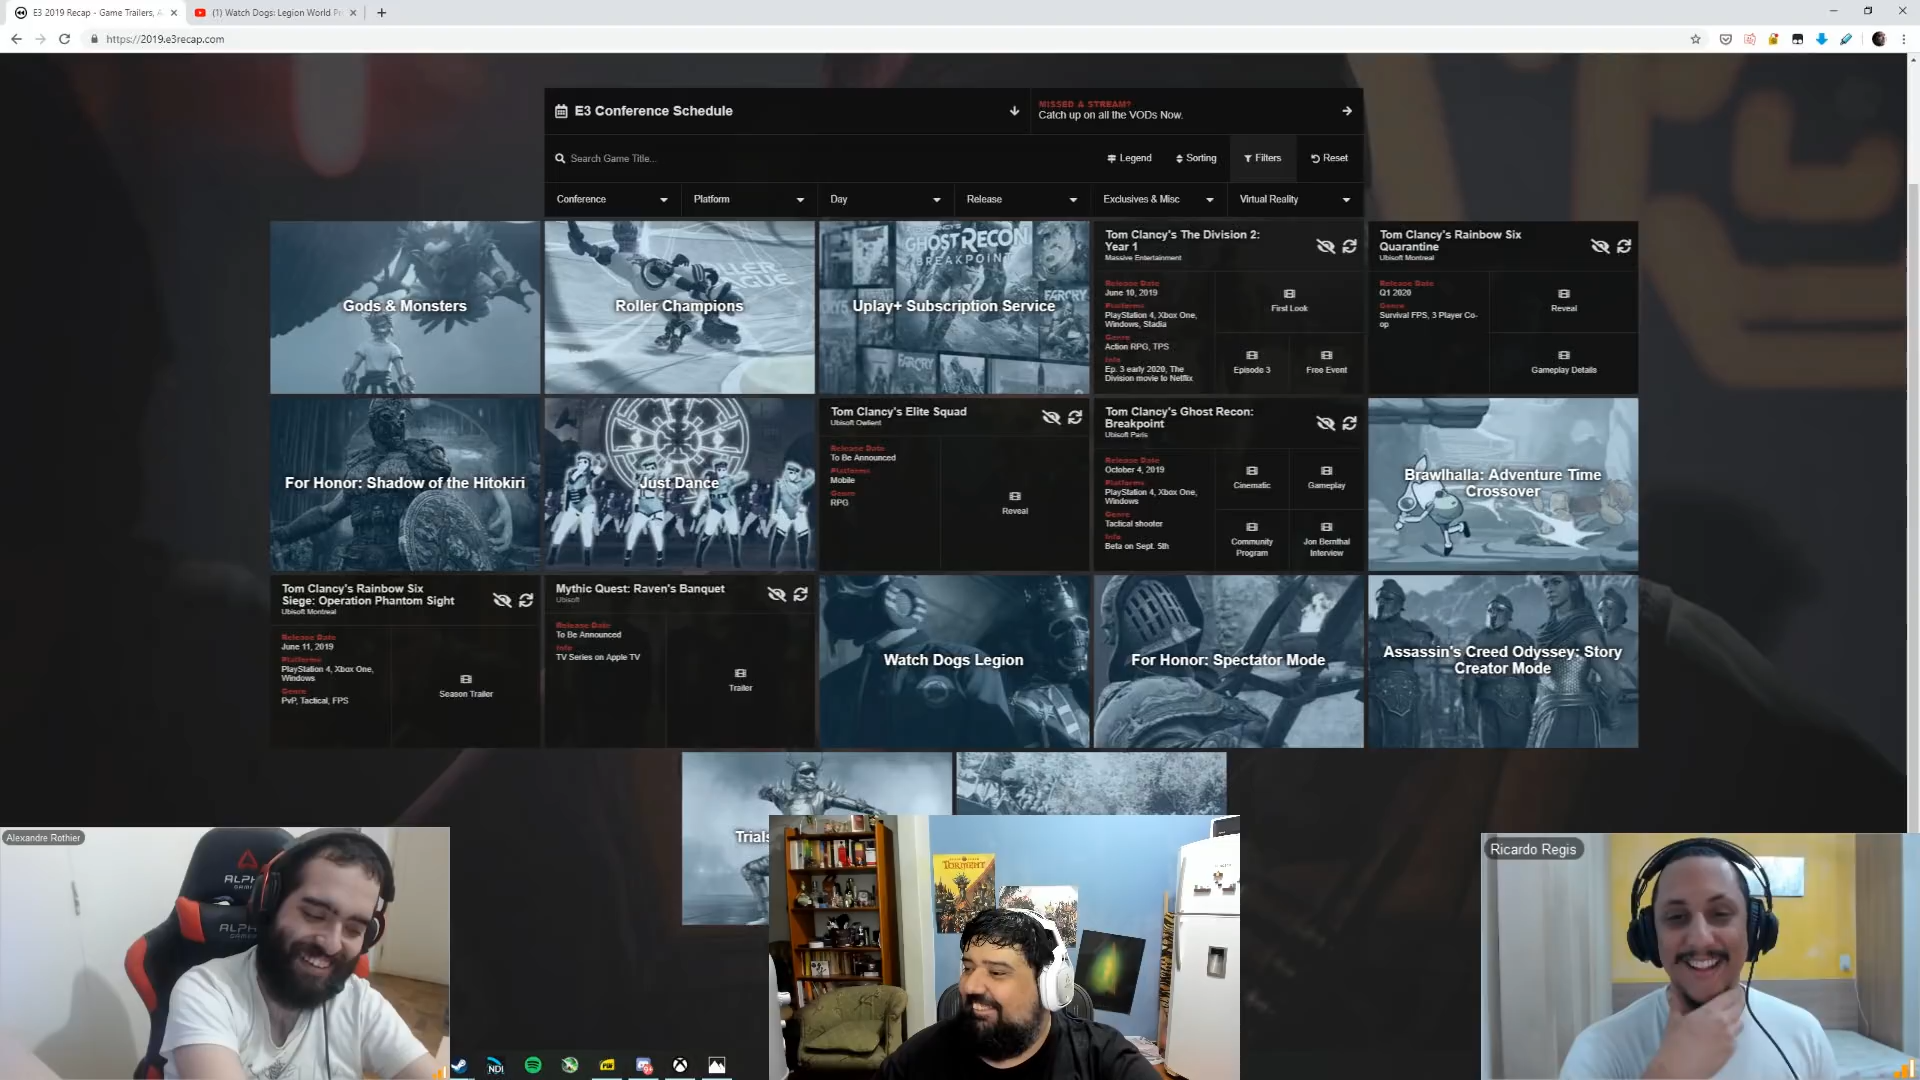 E3 2019 Recap - Game Trailers, A
(1) Watch Dogs: Legion World Pr
https://2019.e3recap.com
E3 Conference Schedule
MISSED A STREAM?
Catch up on all the VODs Now.
Search Game Title...
Legend
Sorting
Filters
Reset
Conference
Platform
Day
Release
Exclusives & Misc
Virtual Reality
Gods & Monsters
Roller Champions
GHOST RECON
BREAKPOINT
FARCRY
FARCRY
Uplay+ Subscription Service
Tom Clancy's The Division 2:
Year 1
Massive Entertainment
Release Date
June 10, 2019
Platforms
PlayStation 4, Xbox One,
Windows, Stadia
Genre
Action RPG, TPS
Info
Ep. 3 early 2020, The
Division movie to Netflix
First Look
Episode 3
Free Event
Tom Clancy's Rainbow Six
Quarantine
Ubisoft Montreal
Release Date
Q1 2020
Genre
Survival FPS, 3 Player Co-
op
Reveal
Gameplay Details
For Honor: Shadow of the Hitokiri
Just Dance
Tom Clancy's Elite Squad
Ubisoft Owlient
Release Date
To Be Announced
Platforms
Mobile
Genre
RPG
Reveal
Tom Clancy's Ghost Recon:
Breakpoint
Ubisoft Paris
Release Date
October 4, 2019
Platforms
PlayStation 4, Xbox One,
Windows
Genre
Tactical shooter
Info
Beta on Sept. 5th
Cinematic
Gameplay
Community
Program
Jon Bernthal
Interview
Brawlhalla: Adventure Time
Crossover
Tom Clancy's Rainbow Six
Siege: Operation Phantom Sight
Ubisoft Montreal
Release Date
June 11, 2019
Platforms
PlayStation 4, Xbox One,
Windows
Genre
PvP, Tactical, FPS
Season Trailer
Mythic Quest: Raven's Banquet
Ubisoft
Release Date
To Be Announced
Info
TV Series on Apple TV
Trailer
Watch Dogs Legion
For Honor: Spectator Mode
Assassin's Creed Odyssey: Story
Creator Mode
Trials
Alexandre Rothier
Ricardo Regis
TORMENT
NDI